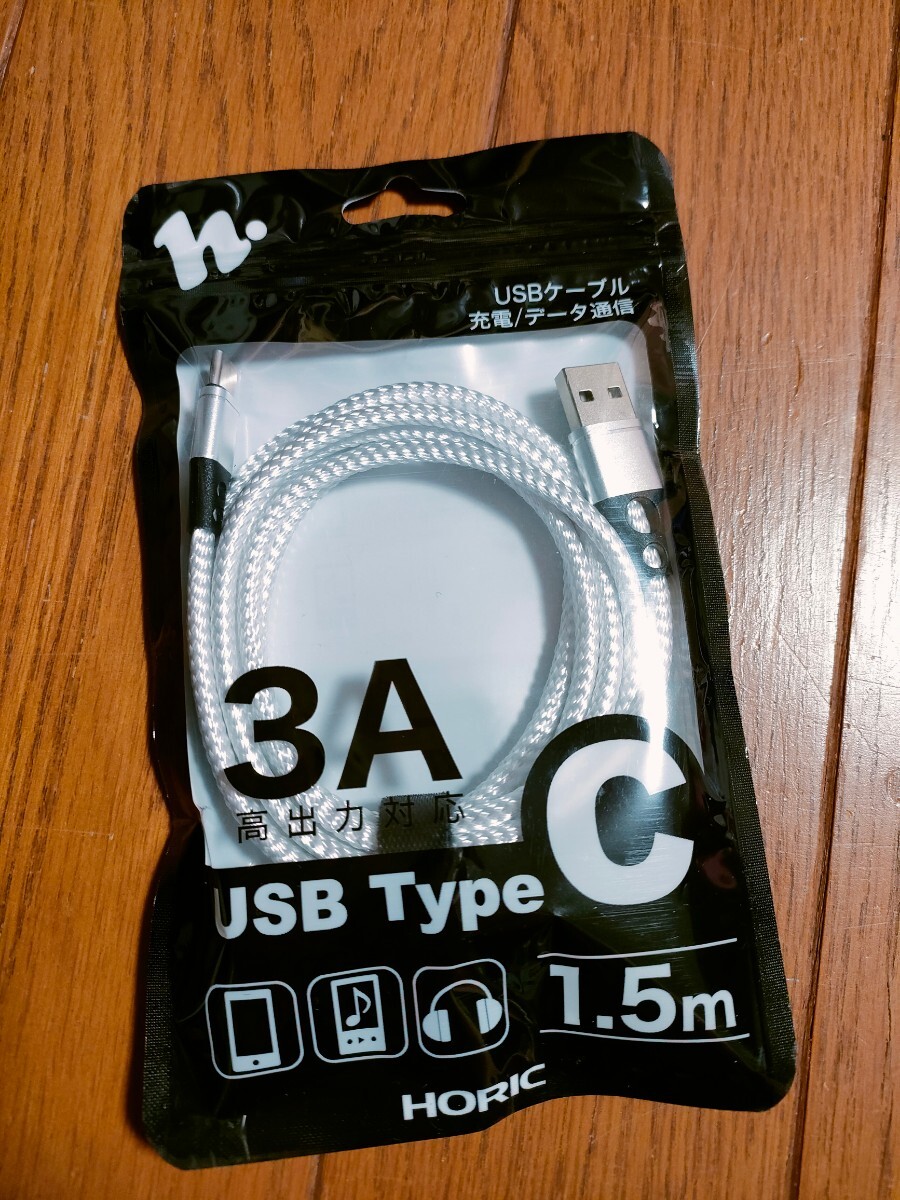 h.
USBケーブル
充電/データ通信
3A
高出力対応
USB Type C
1.5m
HORIC